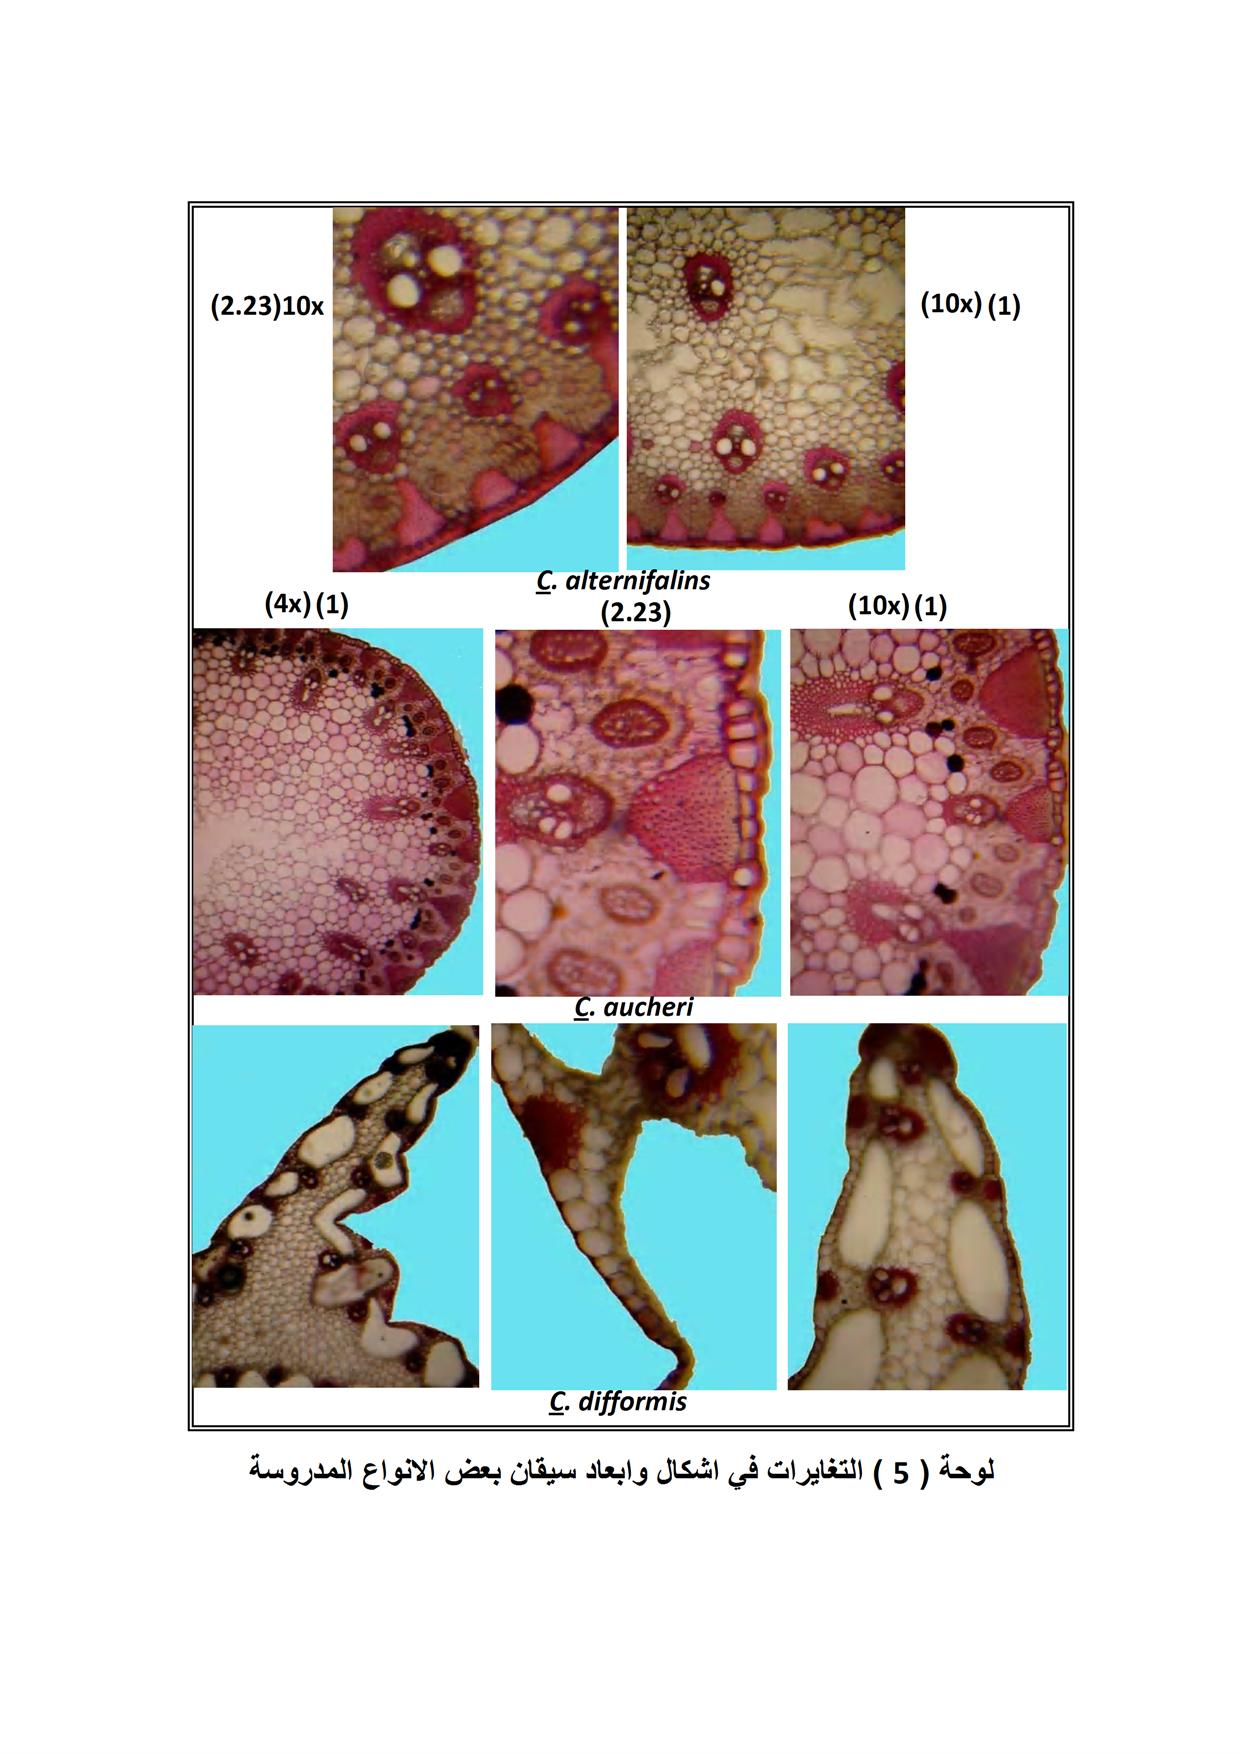 (2.23)10x
(10x) (1)
C. alternifalins
(4x) (1)
(2.23)
(10x) (1)
C. aucheri
C. difformis
لوحة ( 5 ) التغايرات في اشكال وابعاد سيقان بعض الانواع المدروسة